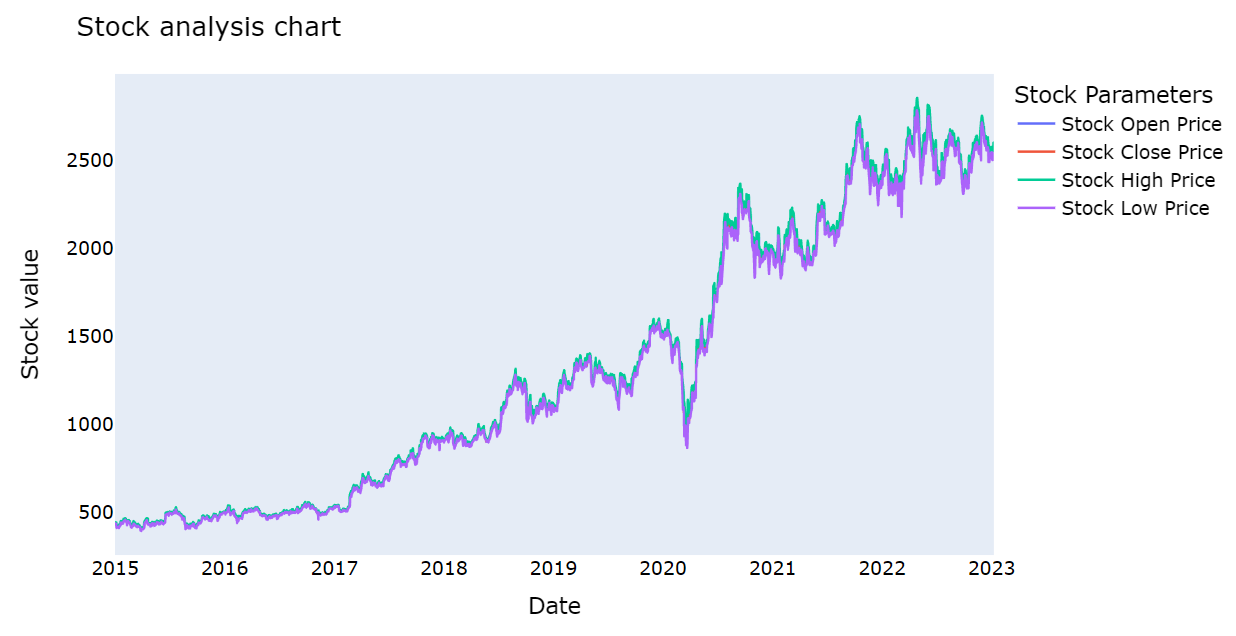 Stock analysis chart
Stock Parameters
Stock Open Price
Stock Close Price
Stock High Price
Stock Low Price
Stock value
2500
2000
1500
1000
500
2015 2016 2017 2018 2019 2020 2021 2022 2023
Date